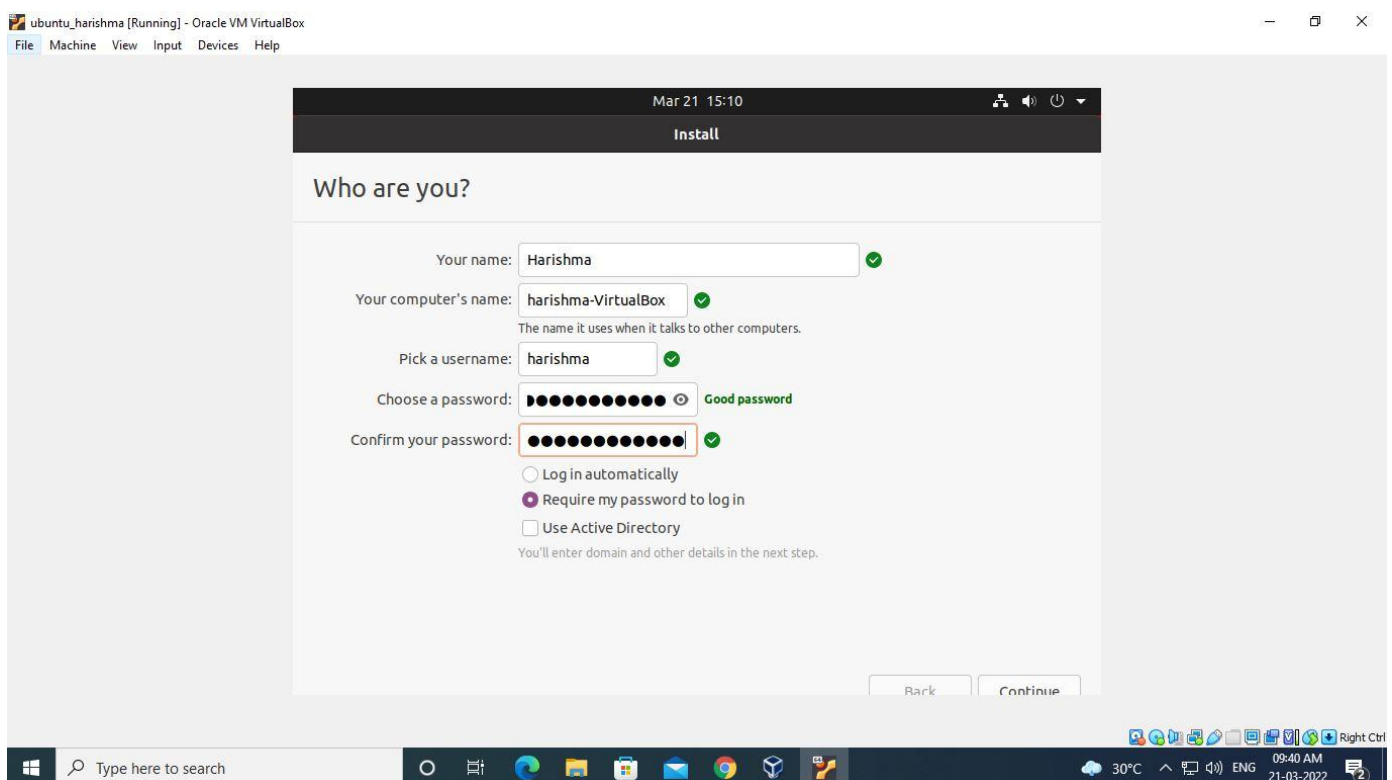 ubuntu_harishma [Running] - Oracle VM VirtualBox
File Machine View Input Devices Help
Mar 21 15:10
Install
Who are you?
Your name: Harishma
Your computer's name: harishma-VirtualBox
The name it uses when it talks to other computers.
Pick a username: harishma
Choose a password: Good password
Confirm your password:
Log in automatically
Require my password to log in
Use Active Directory
You'll enter domain and other details in the next step.
Back Continue
Right Ctrl
Type here to search
30°C ENG
09:40 AM
21-03-2022
2